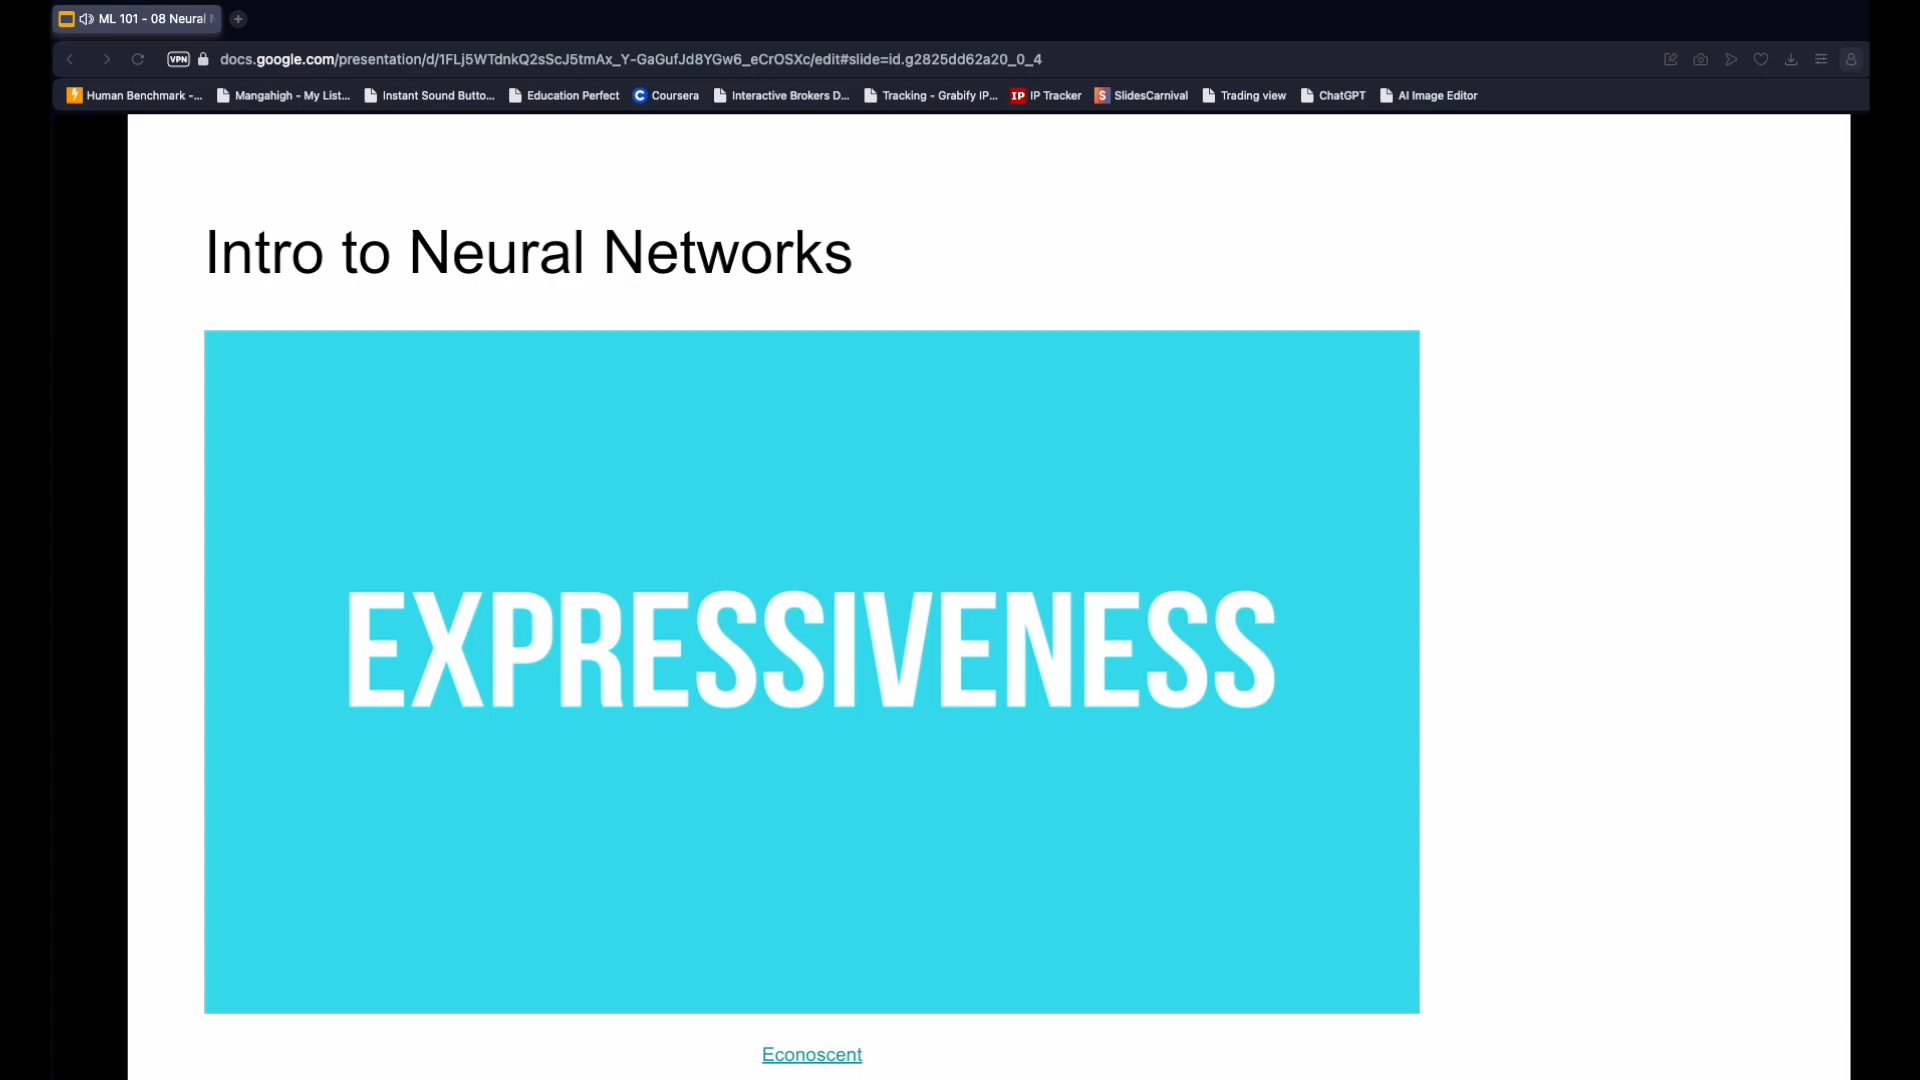 ML 101 - 08 Neural
VPN
docs.google.com/presentation/d/1FLj5WTdnkQ2sScJ5tmAx_Y-GaGufJd8YGw6_eCrOSXc/edit#slide=id.g2825dd62a20_0_4
Human Benchmark -... Mangahigh - My List... Instant Sound Butto... Education Perfect C Coursera Interactive Brokers D... Tracking - Grabify IP... IP IP Tracker S SlidesCarnival Trading view ChatGPT AI Image Editor
Intro to Neural Networks
EXPRESSIVENESS
Econoscent